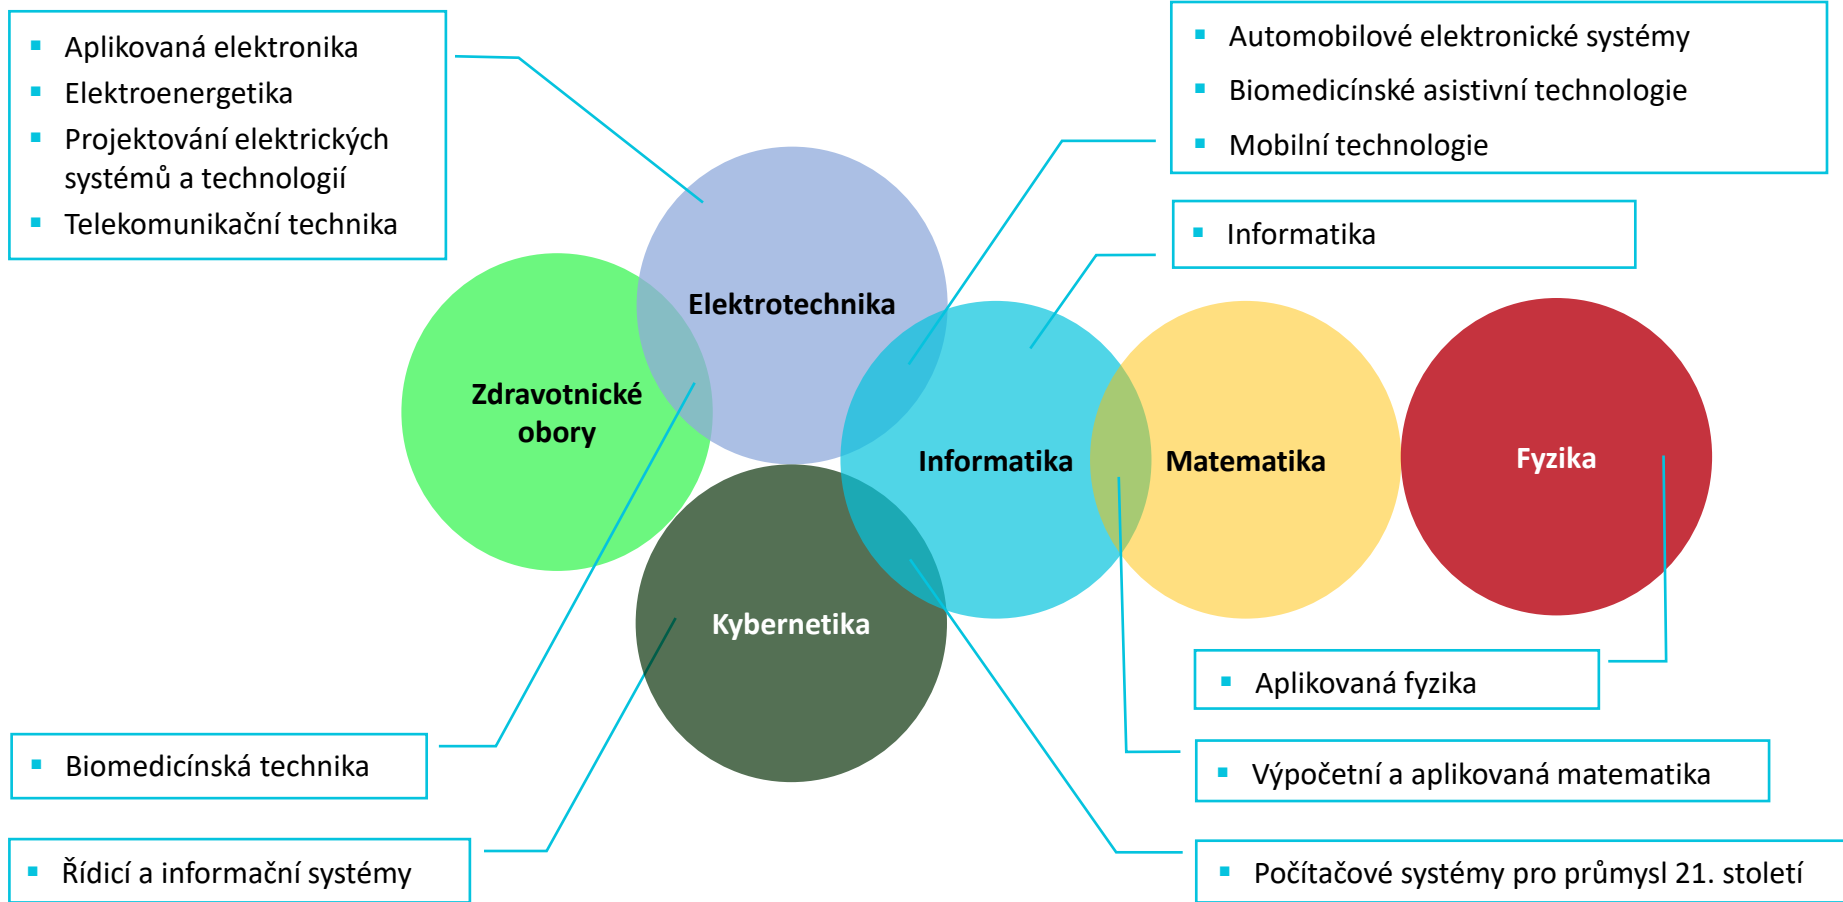 Aplikovaná elektronika
Elektroenergetika
Projektování elektrických
systémů a technologií
Telekomunikační technika
Automobilové elektronické systémy
Biomedicínské asistivní technologie
Mobilní technologie
Informatika
Elektrotechnika
Zdravotnické
obory
Informatika
Matematika
Fyzika
Kybernetika
Aplikovaná fyzika
Biomedicínská technika
Výpočetní a aplikovaná matematika
Řídicí a informační systémy
Počítačové systémy pro průmysl 21. století